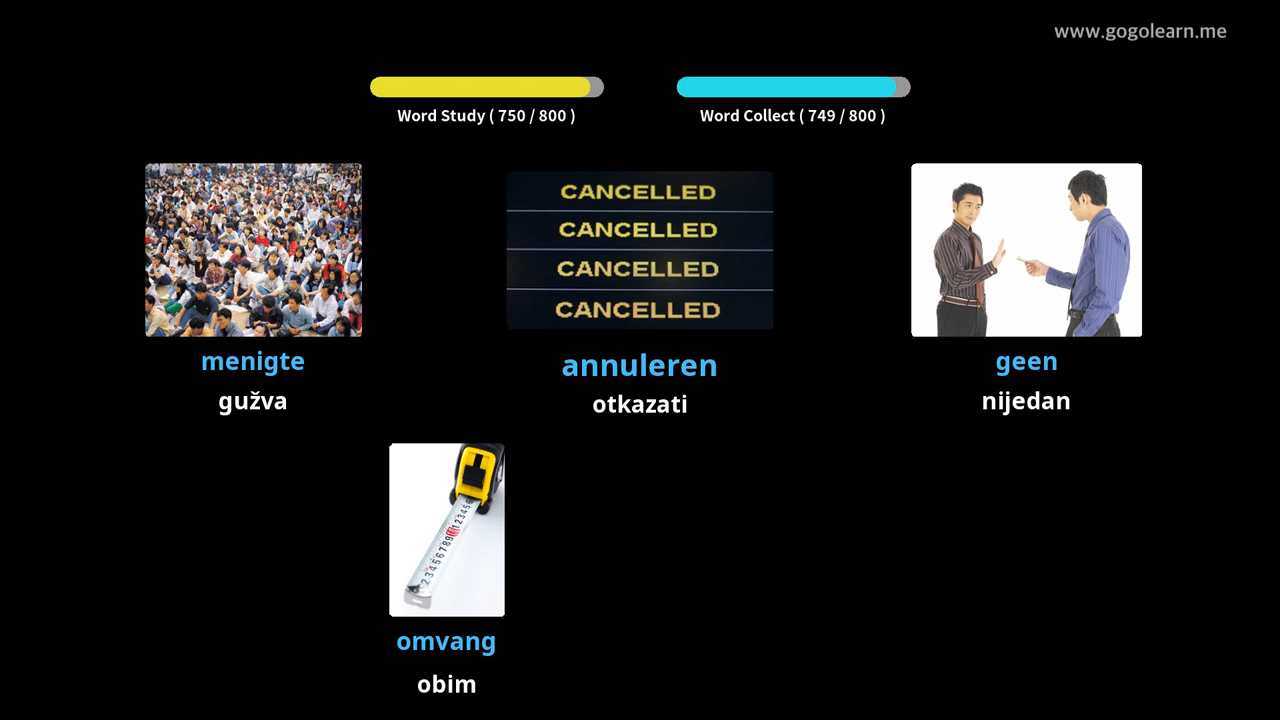 www.gogolearn.me
Word Study ( 750 / 800 )
Word Collect ( 749 / 800 )
CANCELLED
CANCELLED
CANCELLED
CANCELLED
menigte
annuleren
geen
gužva
otkazati
nijedan
omvang
obim